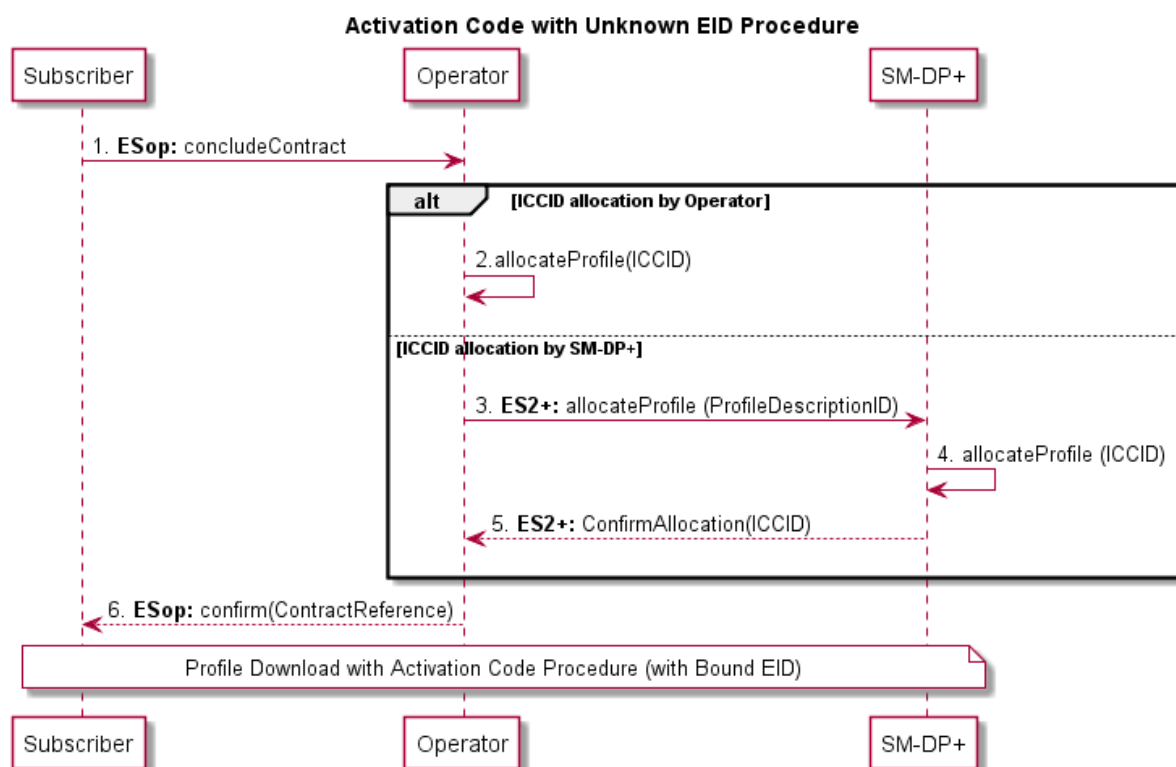 Activation Code with Unknown EID Procedure
Subscriber
Operator
SM-DP+
1. ESop: concludeContract
alt
[ICCID allocation by Operator]
2.allocateProfile(ICCID)
[ICCID allocation by SM-DP+]
3. ES2+: allocateProfile (ProfileDescriptionID)
4. allocateProfile (ICCID)
5. ES2+: ConfirmAllocation(ICCID)
6. ESop: confirm(ContractReference)
Profile Download with Activation Code Procedure (with Bound EID)
Subscriber
Operator
SM-DP+